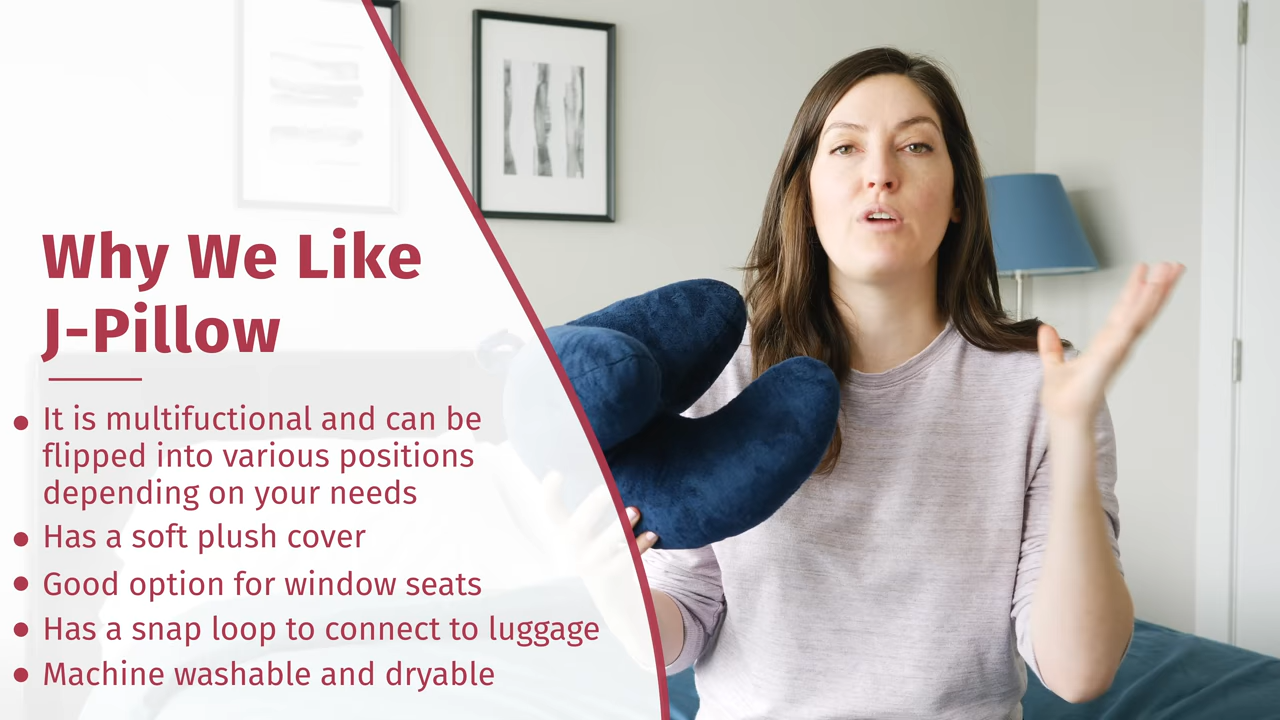 Why We Like
J-Pillow
• It is multifuctional and can be
flipped into various positions
depending on your needs
• Has a soft plush cover
• Good option for window seats
• Has a snap loop to connect to luggage
• Machine washable and dryable